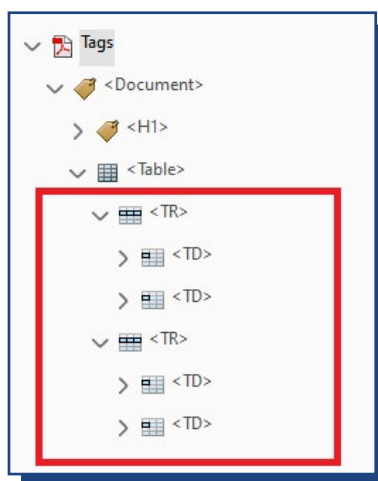 Tags
<Document>
<H1>
<Table>
<TR>
<TD>
<TD>
<TR>
<TD>
<TD>